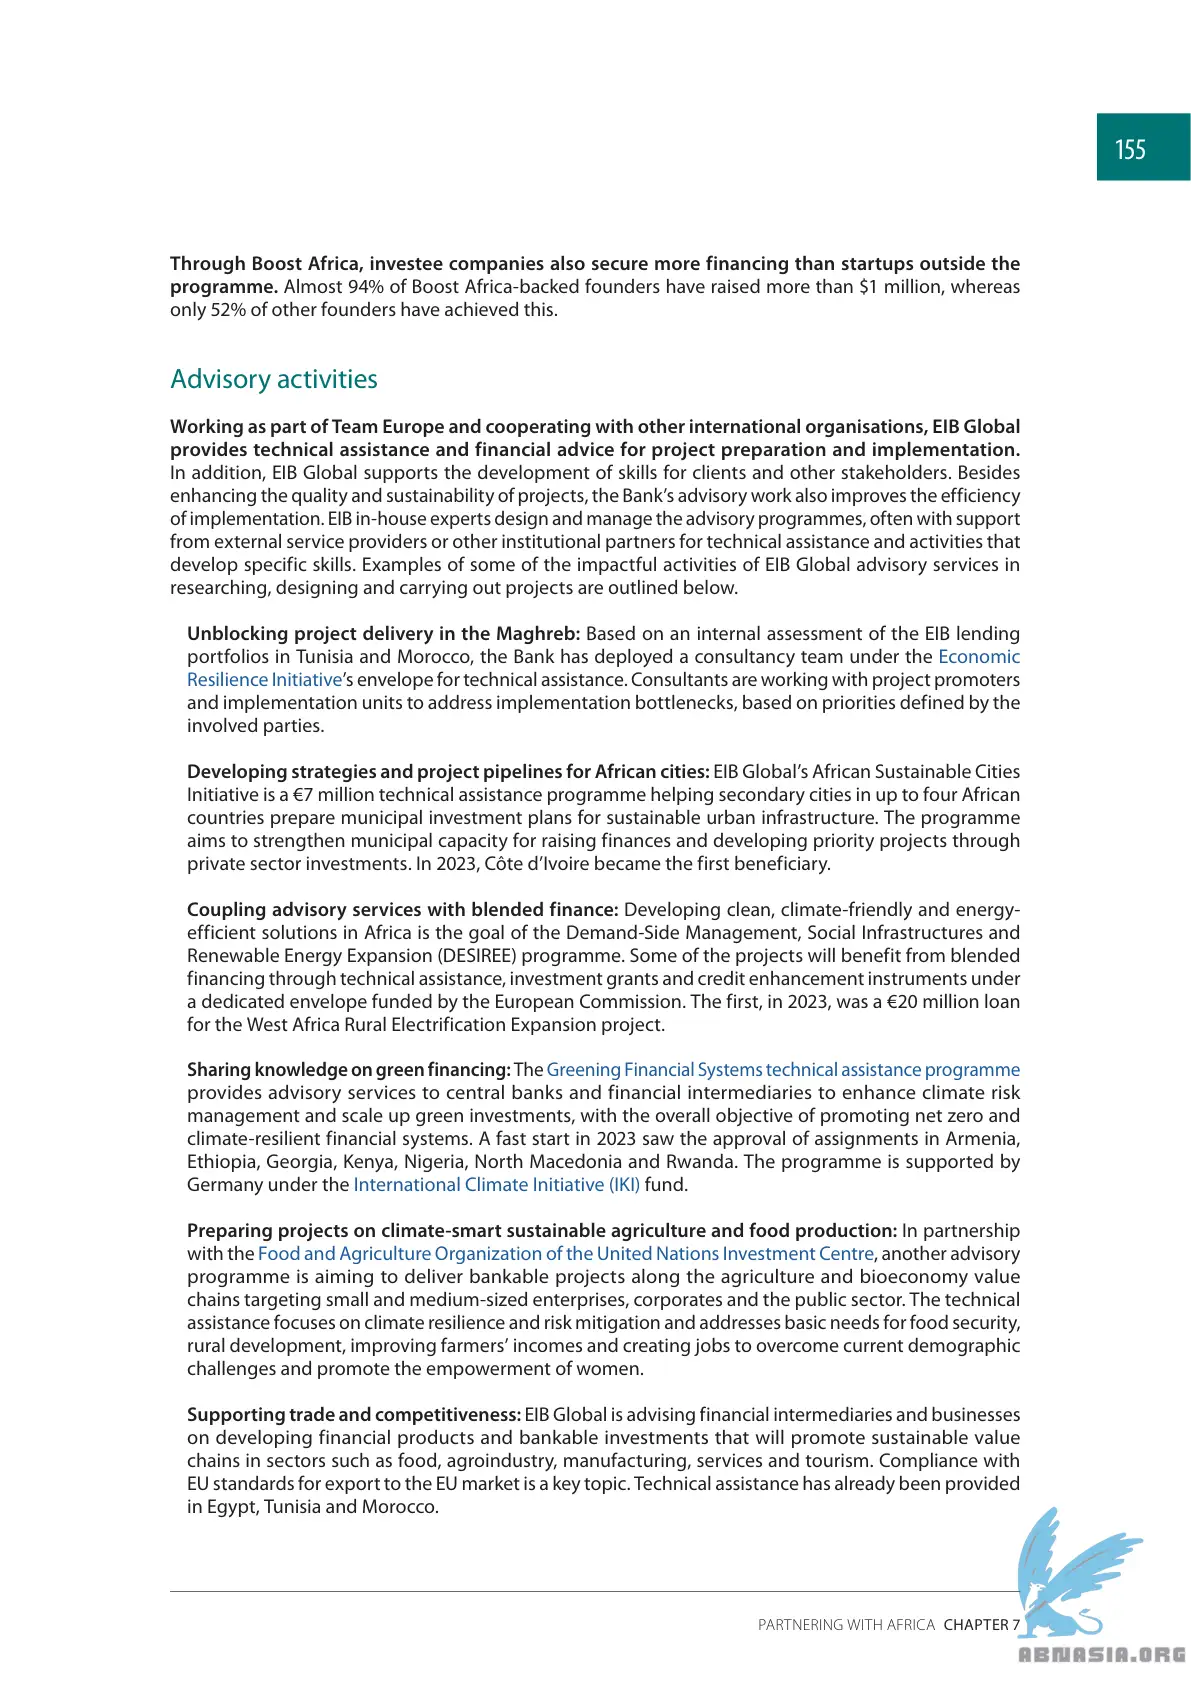 155
Through Boost Africa, investee companies also secure more financing than startups outside the
programme. Almost 94% of Boost Africa-backed founders have raised more than $1 million, whereas
only 52% of other founders have achieved this.
Advisory activities
Working as part of Team Europe and cooperating with other international organisations, EIB Global
provides technical assistance and financial advice for project preparation and implementation.
In addition, EIB Global supports the development of skills for clients and other stakeholders. Besides
enhancing the quality and sustainability of projects, the Bank’s advisory work also improves the efficiency
of implementation. EIB in-house experts design and manage the advisory programmes, often with support
from external service providers or other institutional partners for technical assistance and activities that
develop specific skills. Examples of some of the impactful activities of EIB Global advisory services in
researching, designing and carrying out projects are outlined below.
Unblocking project delivery in the Maghreb: Based on an internal assessment of the EIB lending
portfolios in Tunisia and Morocco, the Bank has deployed a consultancy team under the Economic
Resilience Initiative’s envelope for technical assistance. Consultants are working with project promoters
and implementation units to address implementation bottlenecks, based on priorities defined by the
involved parties.
Developing strategies and project pipelines for African cities: EIB Global’s African Sustainable Cities
Initiative is a €7 million technical assistance programme helping secondary cities in up to four African
countries prepare municipal investment plans for sustainable urban infrastructure. The programme
aims to strengthen municipal capacity for raising finances and developing priority projects through
private sector investments. In 2023, Côte d’Ivoire became the first beneficiary.
Coupling advisory services with blended finance: Developing clean, climate-friendly and energy-
efficient solutions in Africa is the goal of the Demand-Side Management, Social Infrastructures and
Renewable Energy Expansion (DESIREE) programme. Some of the projects will benefit from blended
financing through technical assistance, investment grants and credit enhancement instruments under
a dedicated envelope funded by the European Commission. The first, in 2023, was a €20 million loan
for the West Africa Rural Electrification Expansion project.
Sharing knowledge on green financing: The Greening Financial Systems technical assistance programme
provides advisory services to central banks and financial intermediaries to enhance climate risk
management and scale up green investments, with the overall objective of promoting net zero and
climate-resilient financial systems. A fast start in 2023 saw the approval of assignments in Armenia,
Ethiopia, Georgia, Kenya, Nigeria, North Macedonia and Rwanda. The programme is supported by
Germany under the International Climate Initiative (IKI) fund.
Preparing projects on climate-smart sustainable agriculture and food production: In partnership
with the Food and Agriculture Organization of the United Nations Investment Centre, another advisory
programme is aiming to deliver bankable projects along the agriculture and bioeconomy value
chains targeting small and medium-sized enterprises, corporates and the public sector. The technical
assistance focuses on climate resilience and risk mitigation and addresses basic needs for food security,
rural development, improving farmers’ incomes and creating jobs to overcome current demographic
challenges and promote the empowerment of women.
Supporting trade and competitiveness: EIB Global is advising financial intermediaries and businesses
on developing financial products and bankable investments that will promote sustainable value
chains in sectors such as food, agroindustry, manufacturing, services and tourism. Compliance with
EU standards for export to the EU market is a key topic. Technical assistance has already been provided
in Egypt, Tunisia and Morocco.
PARTNERING WITH AFRICA CHAPTER 7
ABNASIA.ORG